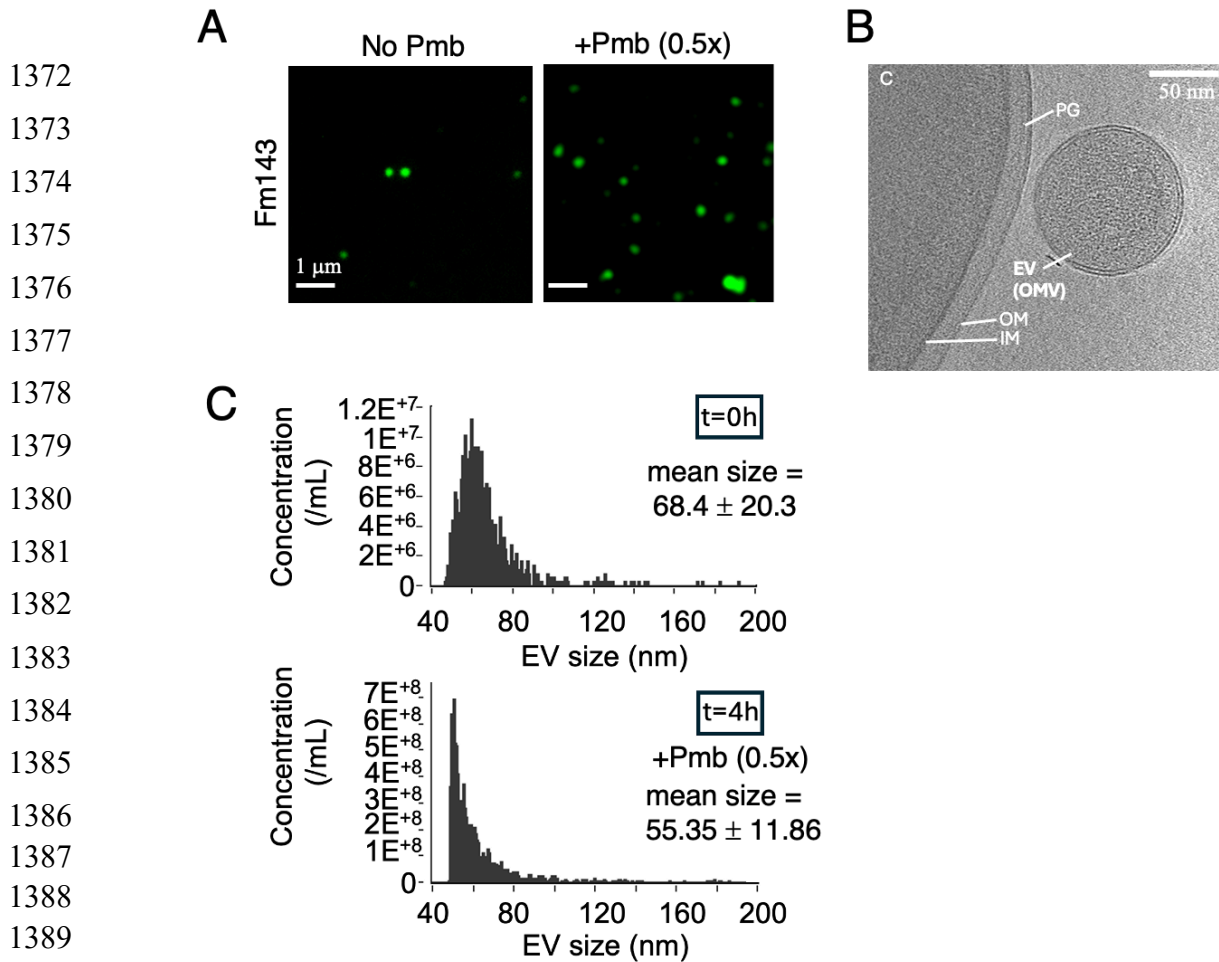 A
B
No Pmb
+Pmb (0.5x)
1372
1373
1374
1375
1376
1377
1378
1379
1380
1381
1382
1383
1384
1385
1386
1387
1388
1389
Fm143
1 µm
C
50 nm
PG
EV
(OMV)
OM
IM
C
Concentration
(/mL)
1.2E+7
1E+7
8E+6
6E+6
4E+6
2E+6
0
t=0h
mean size =
68.4 ± 20.3
40 80 120 160 200
EV size (nm)
Concentration
(/mL)
7E+8
6E+8
5E+8
4E+8
3E+8
2E+8
1E+8
0
t=4h
+Pmb (0.5x)
mean size =
55.35 ± 11.86
40 80 120 160 200
EV size (nm)